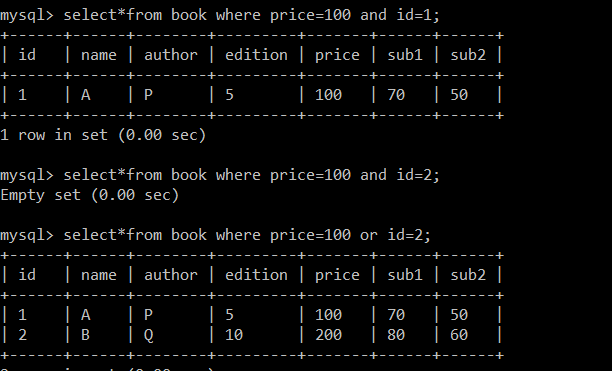 mysql> select*from book where price=100 and id=1;
+------+------+--------+---------+-------+------+------+
| id   | name | author | edition | price | sub1 | sub2 |
+------+------+--------+---------+-------+------+------+
| 1    | A    | P      | 5       | 100   | 70   | 50   |
+------+------+--------+---------+-------+------+------+
1 row in set (0.00 sec)
mysql> select*from book where price=100 and id=2;
Empty set (0.00 sec)
mysql> select*from book where price=100 or id=2;
+------+------+--------+---------+-------+------+------+
| id   | name | author | edition | price | sub1 | sub2 |
+------+------+--------+---------+-------+------+------+
| 1    | A    | P      | 5       | 100   | 70   | 50   |
| 2    | B    | Q      | 10      | 200   | 80   | 60   |
+------+------+--------+---------+-------+------+------+